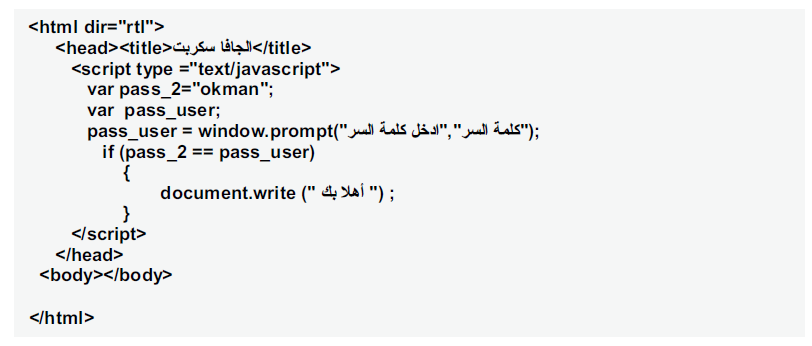 <html dir="rtl">
<head><title>الجافا سكربت</title>
<script type ="text/javascript">
var pass_2="okman";
var pass_user;
pass_user = window.prompt("كلمة السر","ادخل كلمة السر");
if (pass_2 == pass_user)
{
document.write (" أهلا بك ") ;
}
</script>
</head>
<body></body>
</html>